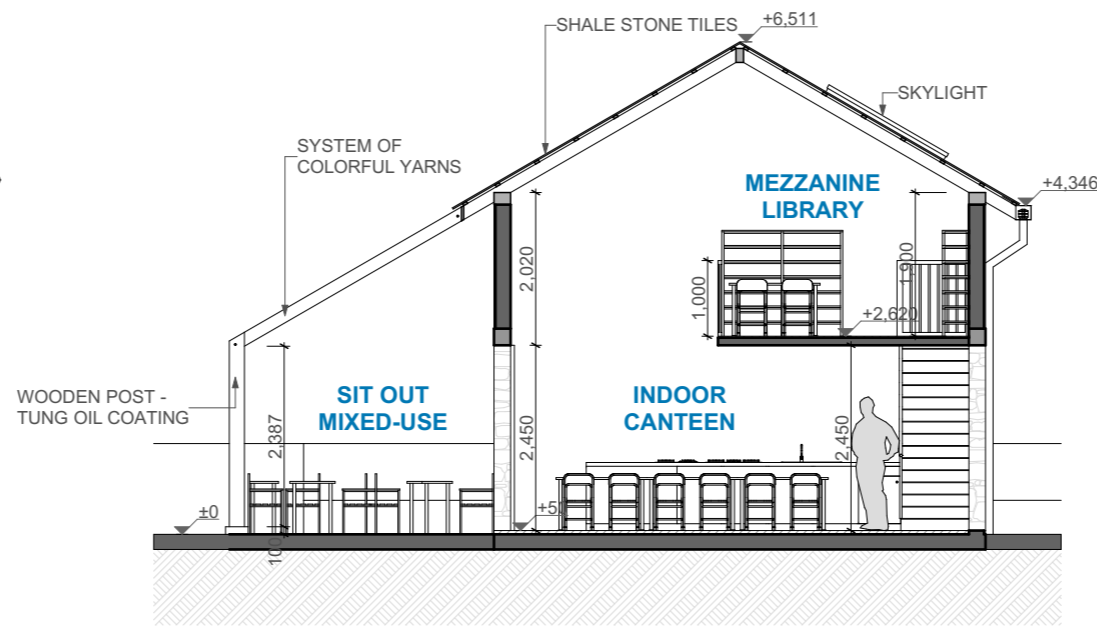 SHALE STONE TILES
+6,511
SKYLIGHT
SYSTEM OF
COLORFUL YARNS
MEZZANINE
LIBRARY
+4,346
2,020
1,900
1,000
+2,620
WOODEN POST -
TUNG OIL COATING
SIT OUT
MIXED-USE
INDOOR
CANTEEN
2,387
2,450
2,450
±0
+5
100